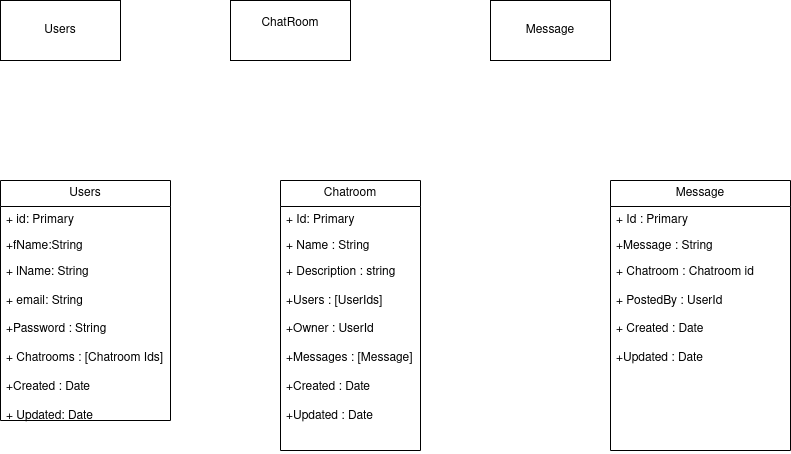 Users
ChatRoom
Message
Users
+ id: Primary
+fName:String
+ lName: String
+ email: String
+Password : String
+ Chatrooms : [Chatroom Ids]
+Created : Date
+ Updated: Date
Chatroom
+ Id: Primary
+ Name : String
+ Description : string
+Users : [UserIds]
+Owner : UserId
+Messages : [Message]
+Created : Date
+Updated : Date
Message
+ Id : Primary
+Message : String
+ Chatroom : Chatroom id
+ PostedBy : UserId
+ Created : Date
+Updated : Date